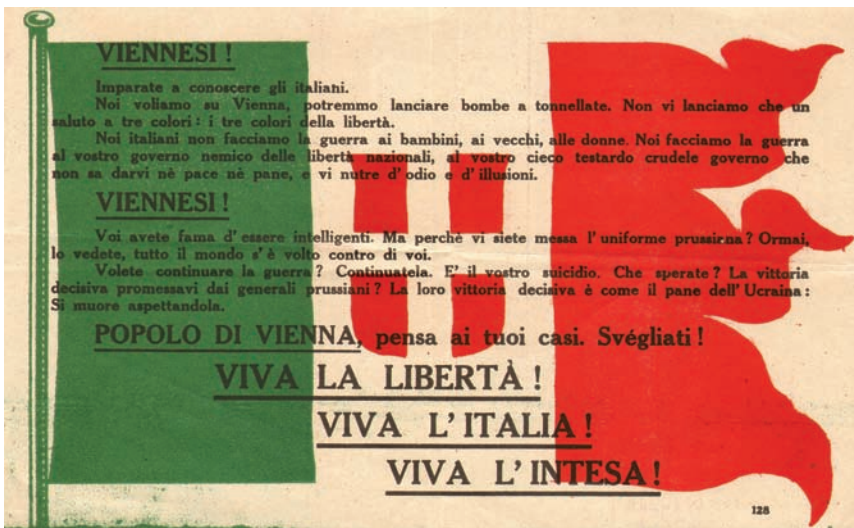 VIENNESI !
Imparate a conoscere gli italiani.
Noi voliamo su Vienna, potremmo lanciare bombe a tonnellate. Non vi lanciamo che un
saluto a tre colori : i tre colori della libertà.
Noi italiani non facciamo la guerra ai bambini, ai vecchi, alle donne. Noi facciamo la guerra
al vostro governo nemico delle libertà nazionali, al vostro cieco testardo crudele governo che
non sa darvi nè pace nè pane, e vi nutre d' odio e d' illusioni.
VIENNESI !
Voi avete fama d' essere intelligenti. Ma perchè vi siete messa l' uniforme prussiana ? Ormai,
lo vedete, tutto il mondo s' è volto contro di voi.
Volete continuare la guerra ? Continuatela. E' il vostro suicidio. Che sperate ? La vittoria
decisiva promessavi dai generali prussiani ? La loro vittoria decisiva è come il pane dell' Ucraina :
Si muore aspettandola.
POPOLO DI VIENNA, pensa ai tuoi casi. Svégliati !
VIVA LA LIBERTÀ !
VIVA L' ITALIA !
VIVA L' INTESA !
128